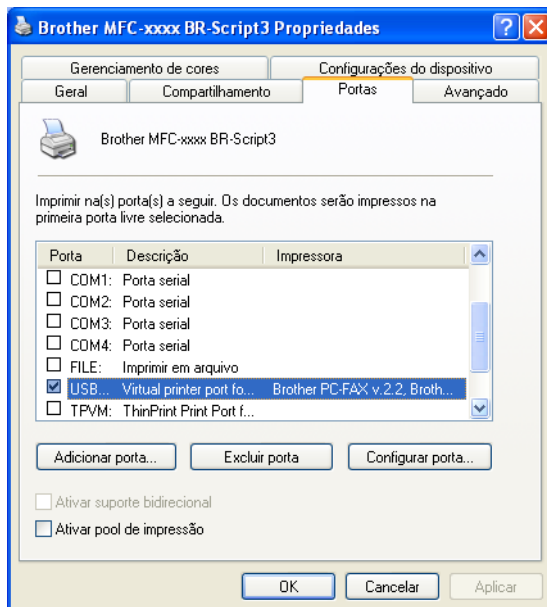 Brother MFC-xxxx BR-Script3 Propriedades
Gerenciamento de cores Configurações do dispositivo
Geral Compartilhamento Portas Avançado
Brother MFC-xxxx BR-Script3
Imprimir na(s) porta(s) a seguir. Os documentos serão impressos na
primeira porta livre selecionada.
Porta Descrição Impressora
COM1: Porta serial
COM2: Porta serial
COM3: Porta serial
COM4: Porta serial
FILE: Imprimir em arquivo
USB... Virtual printer port fo... Brother PC-FAX v.2.2, Broth...
TPVM: ThinPrint Print Port f...
Adicionar porta... Excluir porta Configurar porta...
Ativar suporte bidirecional
Ativar pool de impressão
OK Cancelar Aplicar